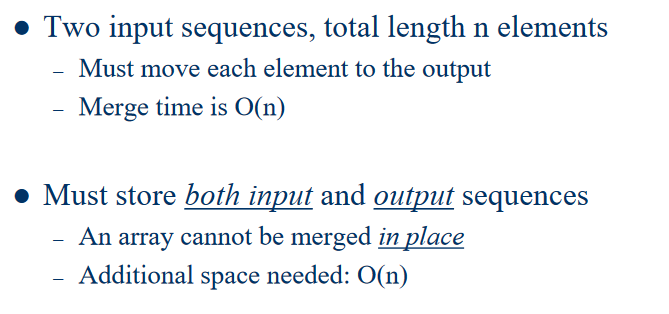 ● Two input sequences, total length n elements
– Must move each element to the output
– Merge time is O(n)
● Must store both input and output sequences
– An array cannot be merged in place
– Additional space needed: O(n)